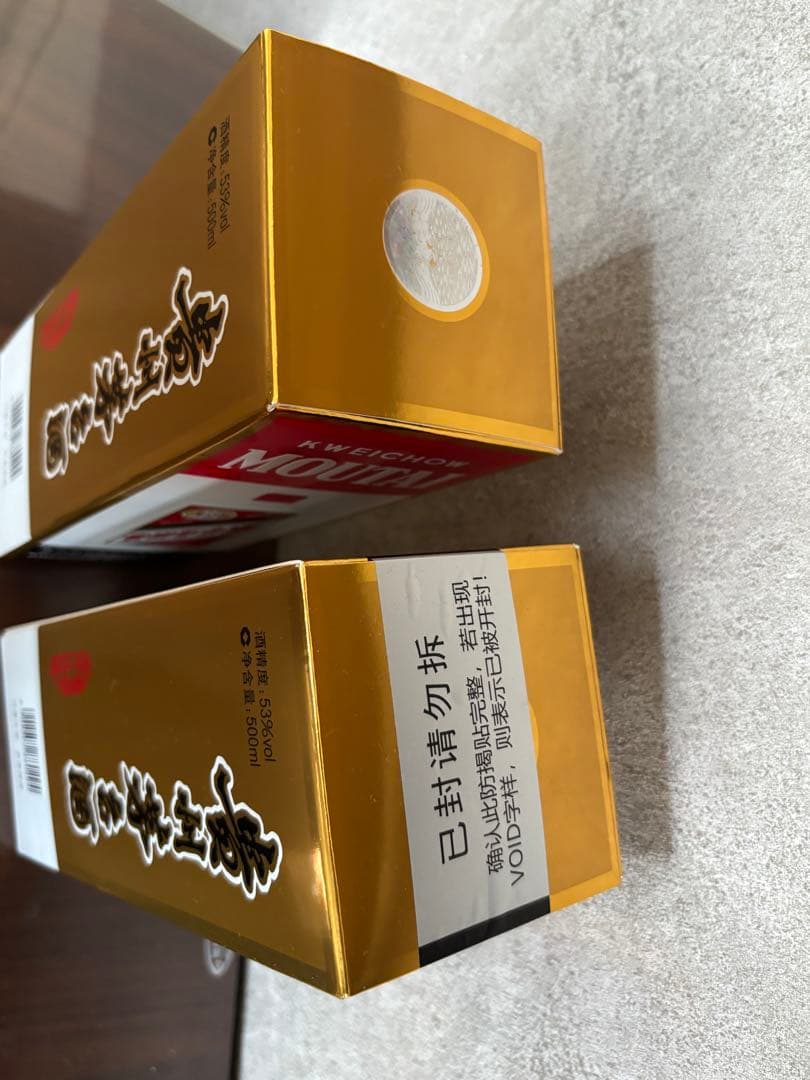 酒精度：53%vol
净含量：500ml
贵州茅台酒
KWEICHOW
MOUTAI
酒精度：53%vol
净含量：500ml
贵州茅台酒
已封请勿拆
确认此防揭贴完整，若出现
VOID字样，则表示已被开封！